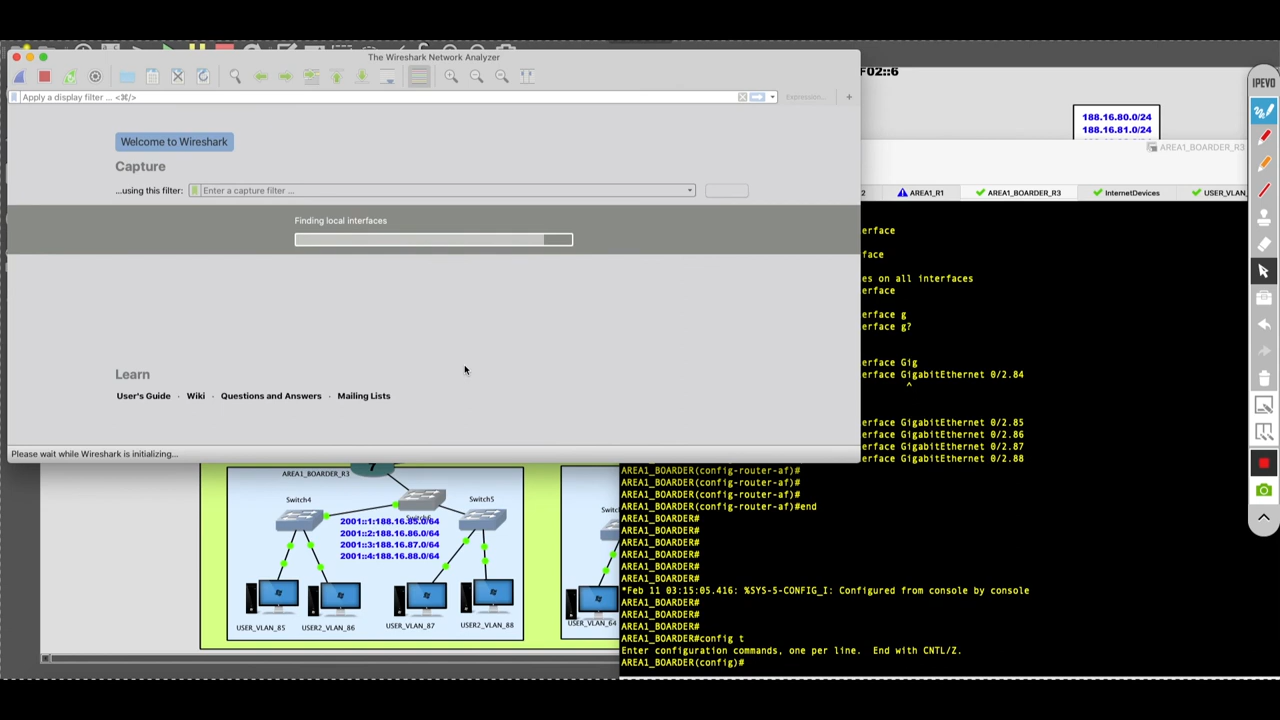 The Wireshark Network Analyzer
Apply a display filter ... <⌘/>
Expression...
+
Welcome to Wireshark
Capture
...using this filter:
Enter a capture filter ...
Finding local interfaces
Learn
User's Guide · Wiki · Questions and Answers · Mailing Lists
Please wait while Wireshark is initializing...
F02::6
188.16.80.0/24
188.16.81.0/24
AREA1_BOARDER_R3
2
AREA1_R1
AREA1_BOARDER_R3
InternetDevices
USER_VLAN_
erface
face
es on all interfaces
erface
erface g
erface g?
erface Gig
erface GigabitEthernet 0/2.84
^
erface GigabitEthernet 0/2.85
erface GigabitEthernet 0/2.86
erface GigabitEthernet 0/2.87
erface GigabitEthernet 0/2.88
AREA1_BOARDER(config-router-af)#
AREA1_BOARDER(config-router-af)#
AREA1_BOARDER(config-router-af)#
AREA1_BOARDER(config-router-af)#end
AREA1_BOARDER#
AREA1_BOARDER#
AREA1_BOARDER#
AREA1_BOARDER#
AREA1_BOARDER#
AREA1_BOARDER#
*Feb 11 03:15:05.416: %SYS-5-CONFIG_I: Configured from console by console
AREA1_BOARDER#
AREA1_BOARDER#
AREA1_BOARDER#
AREA1_BOARDER#config t
Enter configuration commands, one per line.  End with CNTL/Z.
AREA1_BOARDER(config)#
AREA1_BOARDER_R3
7
Switch4
Switch5
2001::1:188.16.85.0/64
2001::2:188.16.86.0/64
2001::3:188.16.87.0/64
2001::4:188.16.88.0/64
USER_VLAN_85
USER2_VLAN_86
USER_VLAN_87
USER2_VLAN_88
Switc
USER_VLAN_64
IPEVO